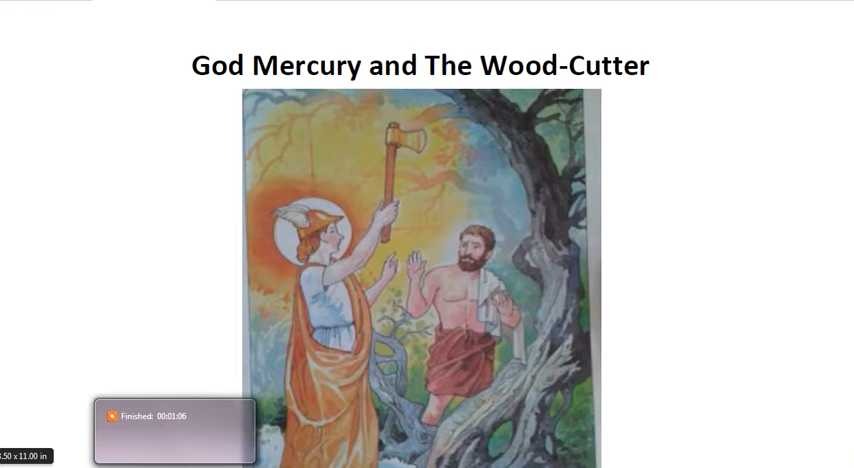 God Mercury and The Wood-Cutter
Finished: 00:01:06
.50 x 11.00 in